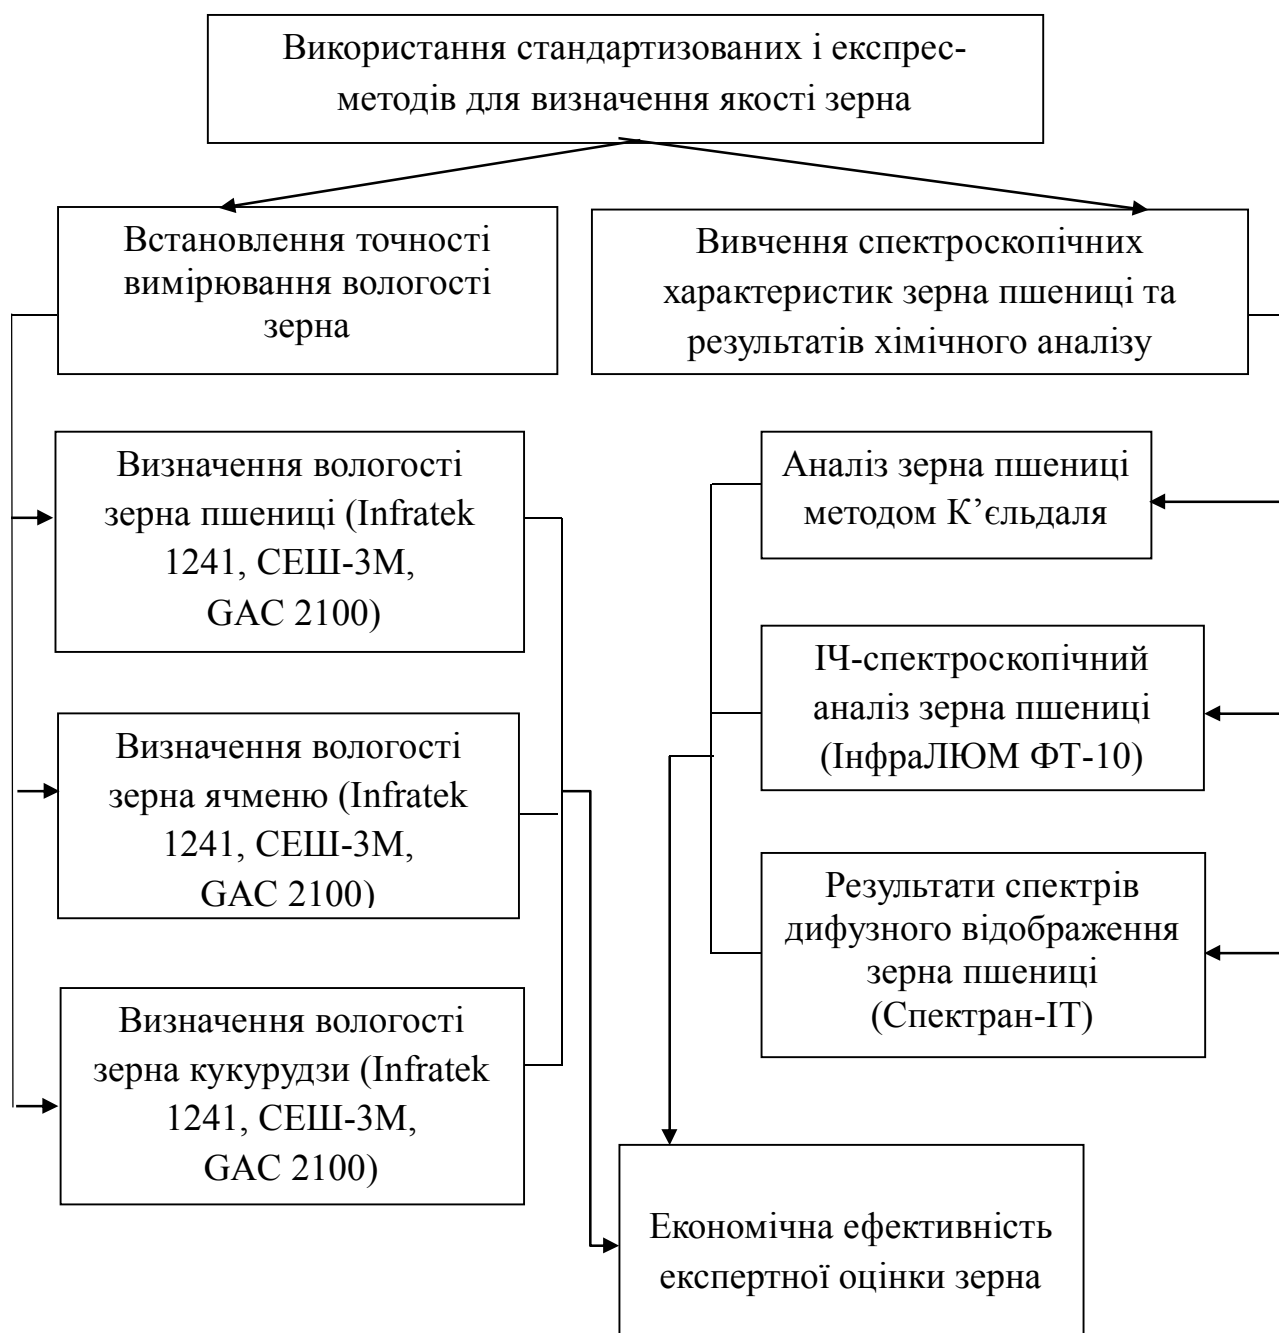 Використання стандартизованих і експрес-
методів для визначення якості зерна
Встановлення точності
вимірювання вологості
зерна
Вивчення спектроскопічних
характеристик зерна пшениці та
результатів хімічного аналізу
Визначення вологості
зерна пшениці (Infratek
1241, СЕШ-3М,
GAC 2100)
Аналіз зерна пшениці
методом К’єльдаля
ІЧ-спектроскопічний
аналіз зерна пшениці
(ІнфраЛЮМ ФТ-10)
Визначення вологості
зерна ячменю (Infratek
1241, СЕШ-3М,
GAC 2100)
Результати спектрів
дифузного відображення
зерна пшениці
(Спектран-ІТ)
Визначення вологості
зерна кукурудзи (Infratek
1241, СЕШ-3М,
GAC 2100)
Економічна ефективність
експертної оцінки зерна